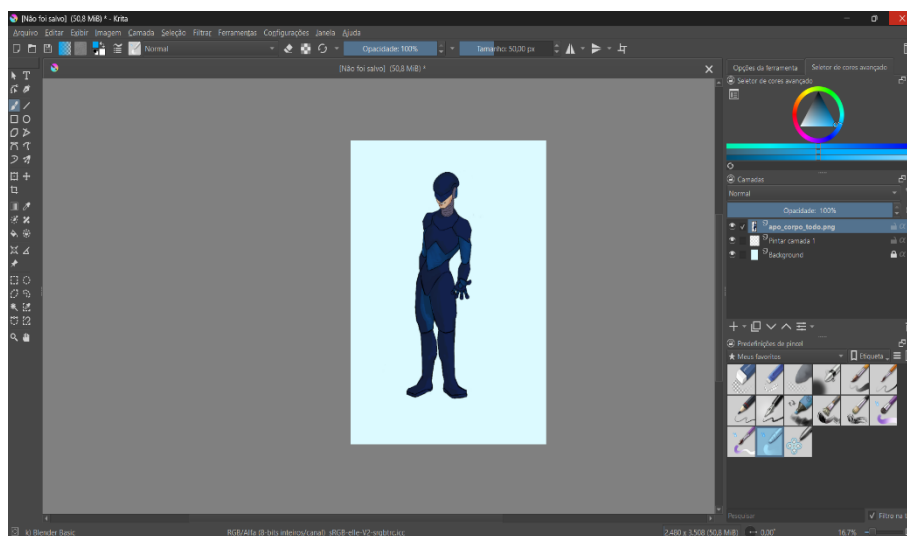 [Não foi salvo] (50,8 MiB) * - Krita
Arquivo Editar Exibir Imagem Camada Seleção Filtrar Ferramentas Configurações Janela Ajuda
Normal Opacidade: 100% Tamanho: 50,00 px
[Não foi salvo] (50,8 MiB) *
Opções da ferramenta Seletor de cores avançado
Seletor de cores avançado
Camadas
Normal
Opacidade: 100%
apo_corpo_todo.png
Pintar camada 1
Background
Predefinições de pincel
Meus favoritos Etiqueta
Pesquisar Filtra na
k) Blender Basic RGB/Alfa (8-bits inteiros/canal) sRGB-elle-V2-srgbtrc.icc 2.480 x 3.508 (50,8 MiB) 0,00° 16.7%